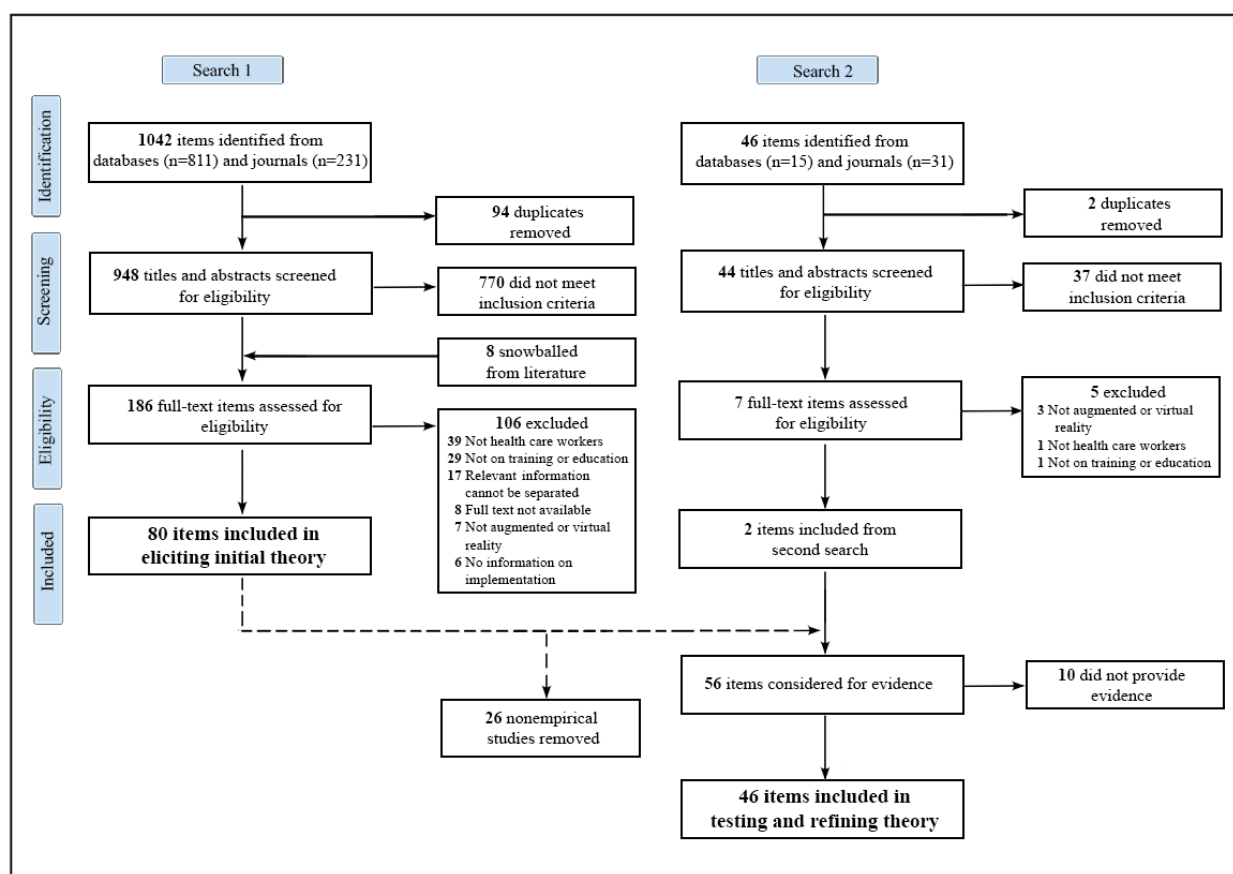 Search 1
Search 2
Identification
1042 items identified from
databases (n=811) and journals (n=231)
46 items identified from
databases (n=15) and journals (n=31)
94 duplicates
removed
2 duplicates
removed
Screening
948 titles and abstracts screened
for eligibility
770 did not meet
inclusion criteria
44 titles and abstracts screened
for eligibility
37 did not meet
inclusion criteria
8 snowballed
from literature
Eligibility
186 full-text items assessed for
eligibility
106 excluded
39 Not health care workers
29 Not on training or education
17 Relevant information
cannot be separated
8 Full text not available
7 Not augmented or virtual
reality
6 No information on
implementation
7 full-text items assessed
for eligibility
5 excluded
3 Not augmented or virtual
reality
1 Not health care workers
1 Not on training or education
Included
80 items included in
eliciting initial theory
2 items included from
second search
26 nonempirical
studies removed
56 items considered for evidence
10 did not provide
evidence
46 items included in
testing and refining theory